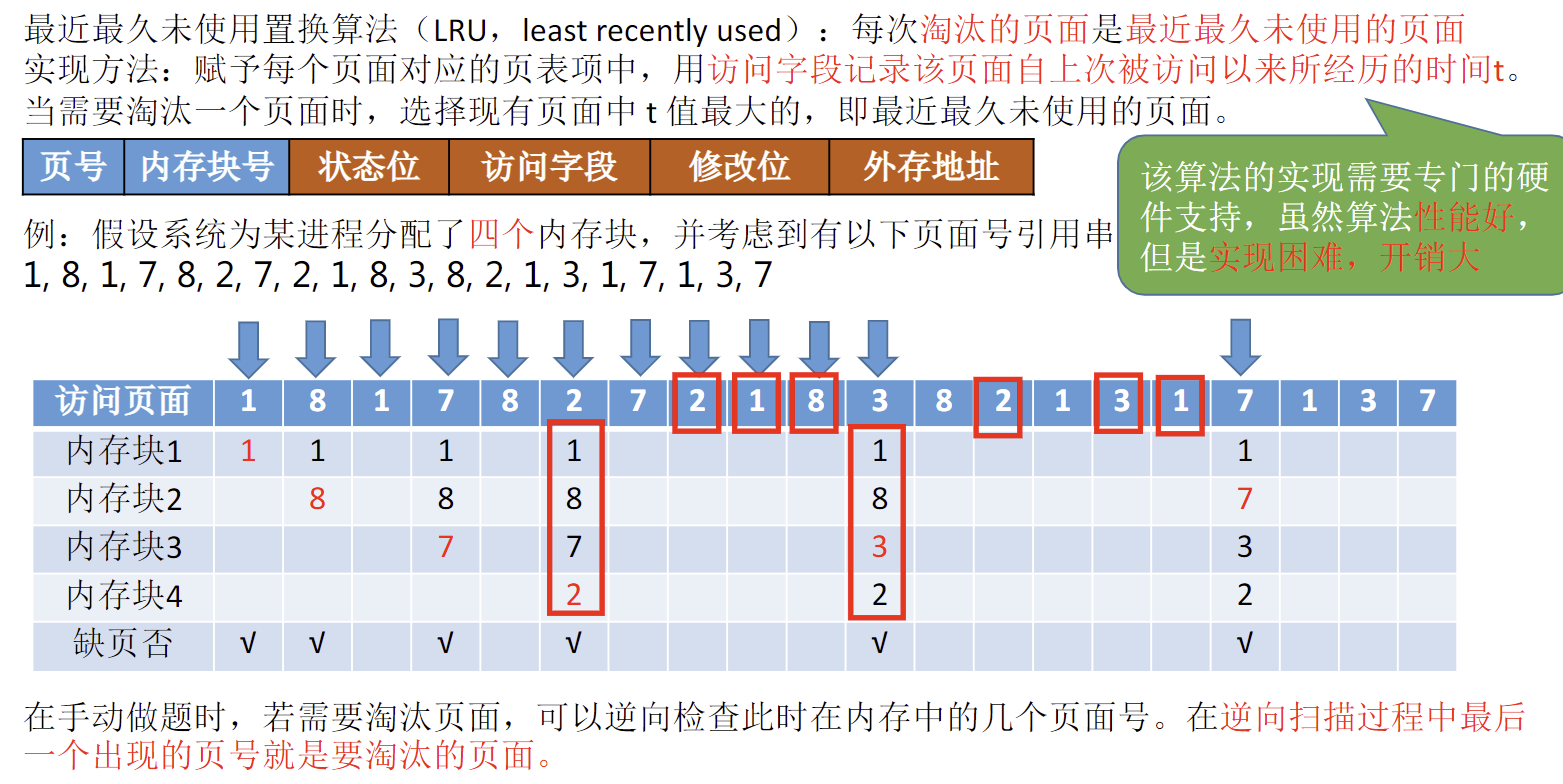 最近最久未使用置换算法（LRU，least recently used）：每次淘汰的页面是最近最久未使用的页面
实现方法：赋予每个页面对应的页表项中，用访问字段记录该页面自上次被访问以来所经历的时间t。
当需要淘汰一个页面时，选择现有页面中 t 值最大的，即最近最久未使用的页面。
页号 内存块号 状态位 访问字段 修改位 外存地址
该算法的实现需要专门的硬
件支持，虽然算法性能好，
但是实现困难，开销大
例：假设系统为某进程分配了四个内存块，并考虑到有以下页面号引用串
1, 8, 1, 7, 8, 2, 7, 2, 1, 8, 3, 8, 2, 1, 3, 1, 7, 1, 3, 7
访问页面 1 8 1 7 8 2 7 2 1 8 3 8 2 1 3 1 7 1 3 7
内存块1 1 1 1 1 1 1
内存块2 8 8 8 8 7
内存块3 7 7 3 3
内存块4 2 2 2
缺页否 √ √ √ √ √ √
在手动做题时，若需要淘汰页面，可以逆向检查此时在内存中的几个页面号。在逆向扫描过程中最后
一个出现的页号就是要淘汰的页面。